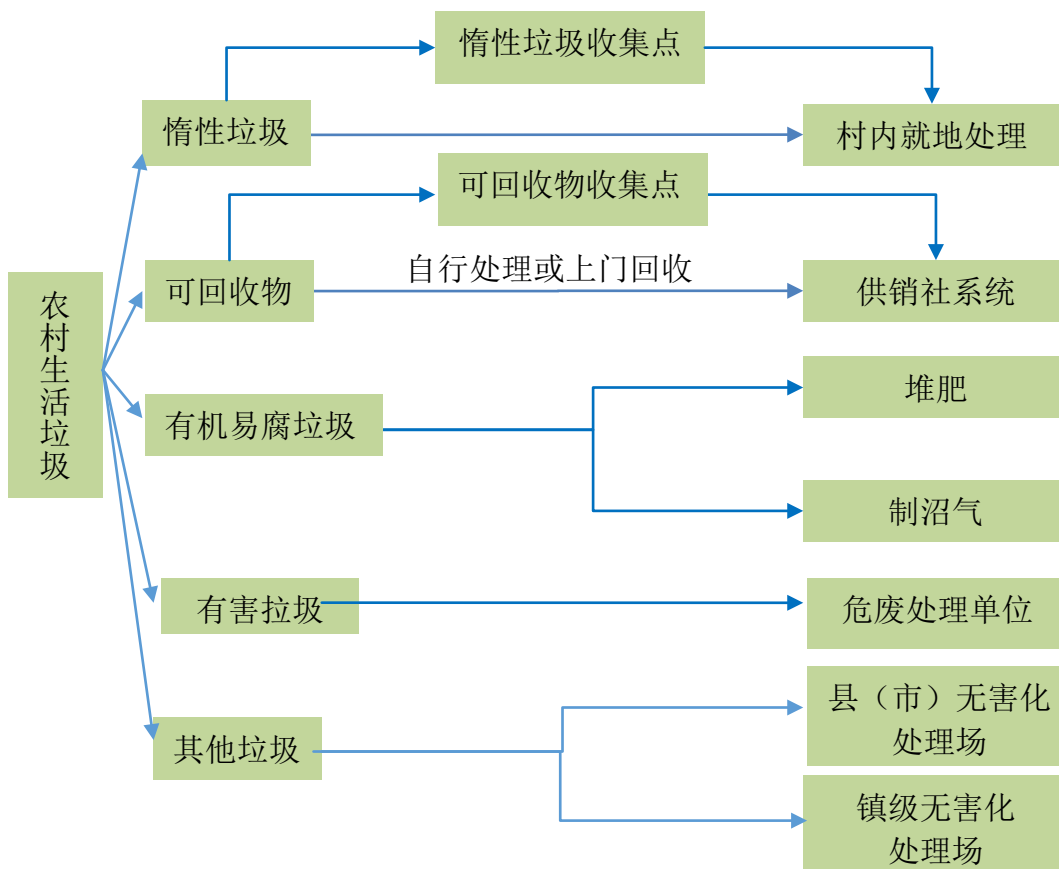 惰性垃圾收集点
惰性垃圾
村内就地处理
可回收物收集点
自行处理或上门回收
可回收物
供销社系统
农村生活垃圾
堆肥
有机易腐垃圾
制沼气
有害拉圾
危废处理单位
县（市）无害化
处理场
其他垃圾
镇级无害化
处理场